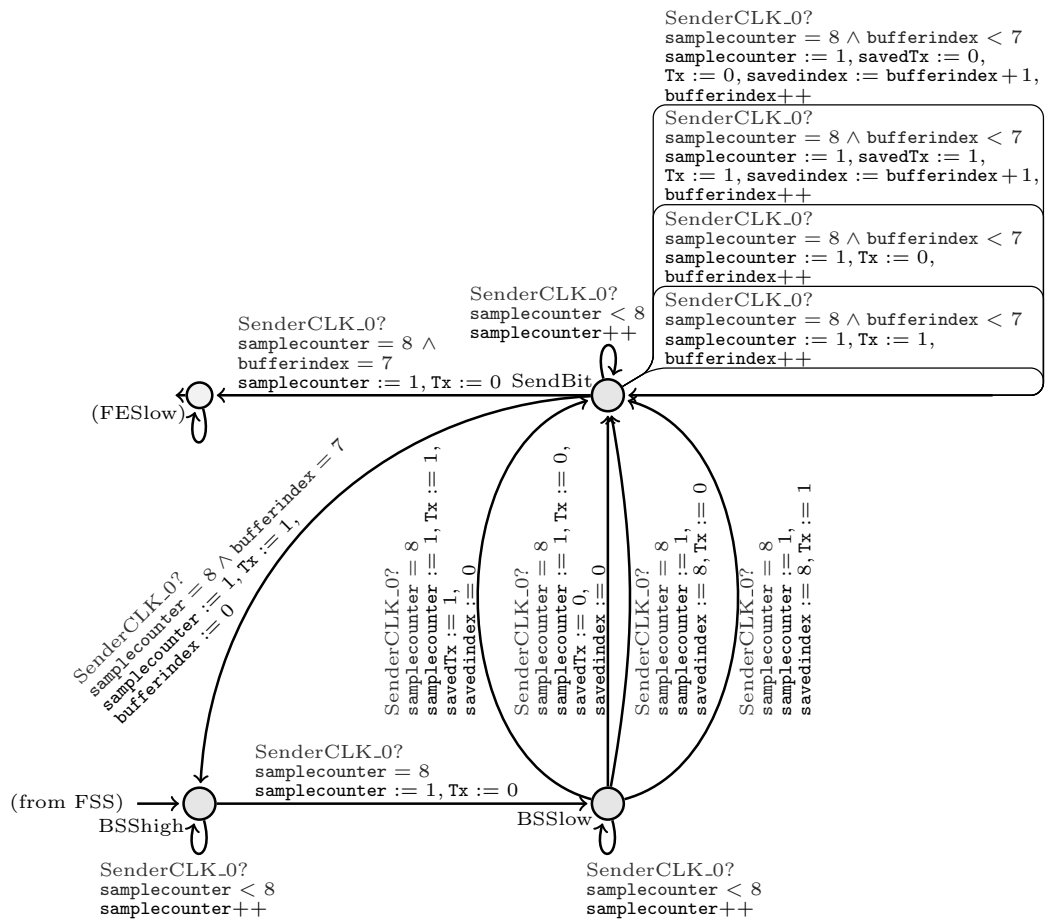 SenderCLK_0?
samplecounter = 8 ∧ bufferindex < 7
samplecounter := 1, savedTx := 0,
Tx := 0, savedindex := bufferindex+1,
bufferindex++
SenderCLK_0?
samplecounter = 8 ∧ bufferindex < 7
samplecounter := 1, savedTx := 1,
Tx := 1, savedindex := bufferindex+1,
bufferindex++
SenderCLK_0?
samplecounter = 8 ∧ bufferindex < 7
samplecounter := 1, Tx := 0,
bufferindex++
SenderCLK_0?
samplecounter = 8 ∧ bufferindex < 7
samplecounter := 1, Tx := 1,
bufferindex++
SenderCLK_0?
samplecounter < 8
samplecounter++
SenderCLK_0?
samplecounter = 8 ∧
bufferindex = 7
samplecounter := 1, Tx := 0
SendBit
(FESlow)
SenderCLK_0?
samplecounter = 8 ∧ bufferindex = 7
samplecounter := 1, Tx := 1,
bufferindex := 0
SenderCLK_0?
samplecounter = 8
samplecounter := 1, Tx := 1,
savedTx := 1,
savedindex := 0
SenderCLK_0?
samplecounter = 8
samplecounter := 1, Tx := 0,
savedTx := 0,
savedindex := 0
SenderCLK_0?
samplecounter = 8
samplecounter := 1,
savedindex := 8, Tx := 0
SenderCLK_0?
samplecounter = 8
samplecounter := 1,
savedindex := 8, Tx := 1
SenderCLK_0?
samplecounter = 8
samplecounter := 1, Tx := 0
(from FSS)
BSShigh
BSSlow
SenderCLK_0?
samplecounter < 8
samplecounter++
SenderCLK_0?
samplecounter < 8
samplecounter++